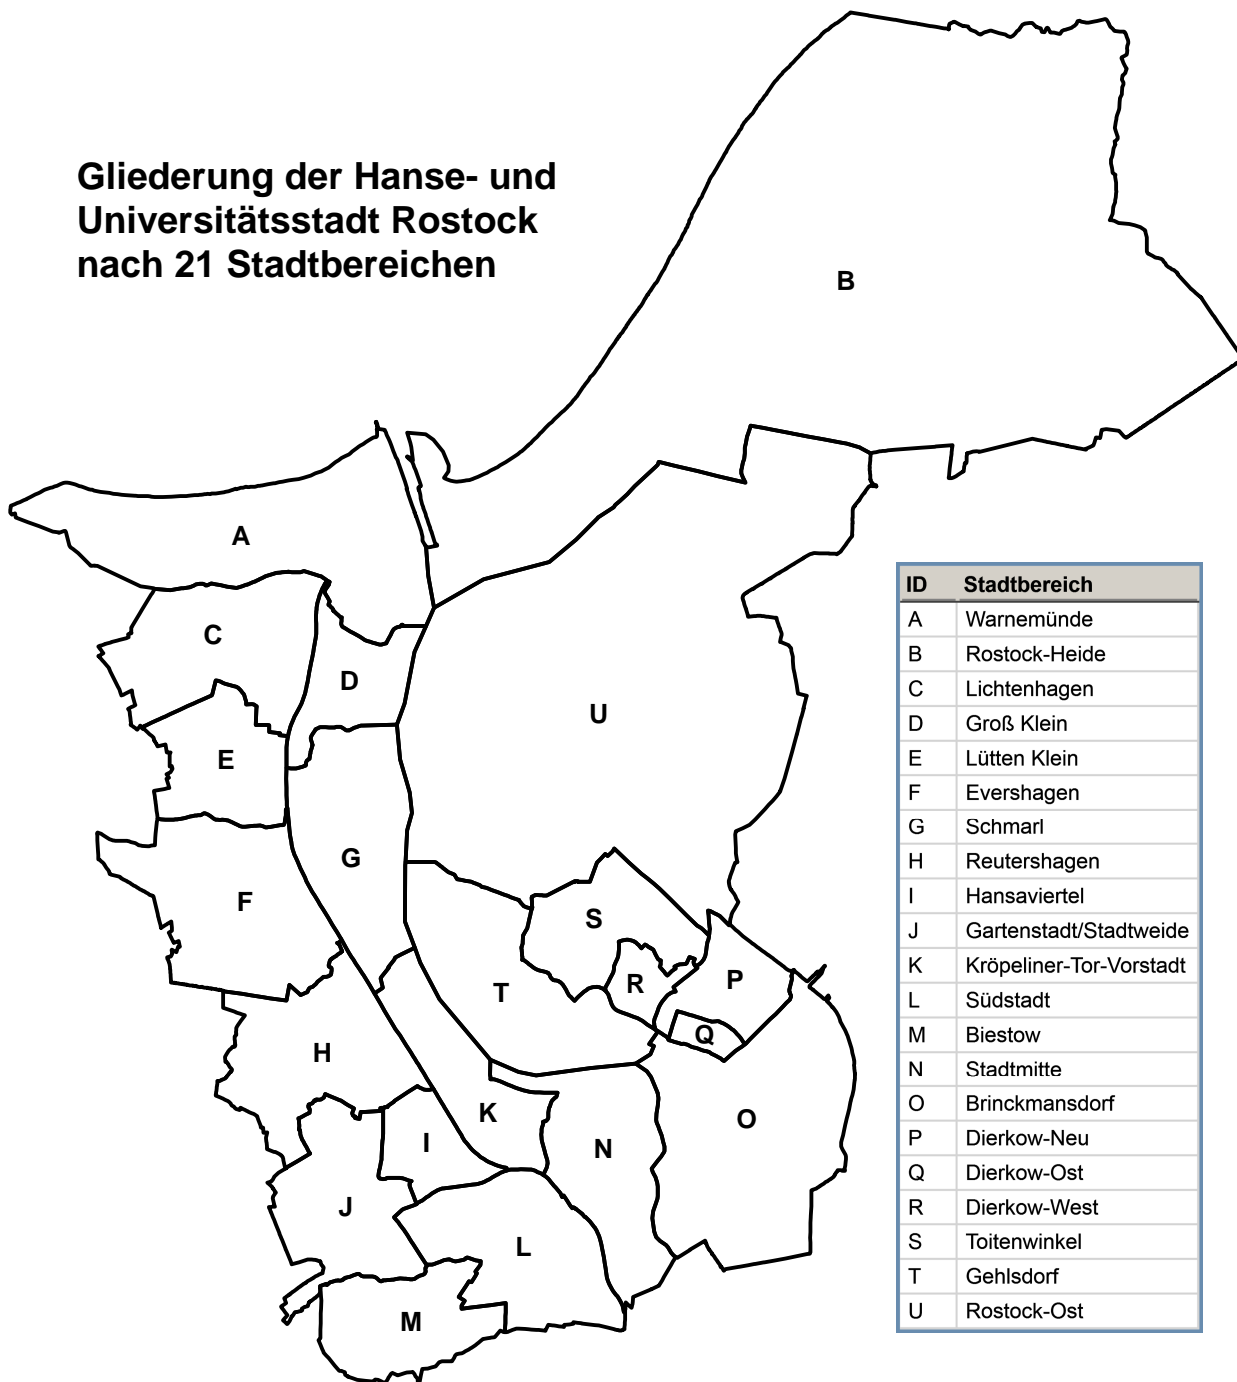 Gliederung der Hanse- und
Universitätsstadt Rostock
nach 21 Stadtbereichen
B
A
C
D
U
E
G
F
S
P
R
T
Q
H
K
O
I
N
J
L
M
ID Stadtbereich
A Warnemünde
B Rostock-Heide
C Lichtenhagen
D Groß Klein
E Lütten Klein
F Evershagen
G Schmarl
H Reutershagen
I Hansaviertel
J Gartenstadt/Stadtweide
K Kröpeliner-Tor-Vorstadt
L Südstadt
M Biestow
N Stadtmitte
O Brinckmansdorf
P Dierkow-Neu
Q Dierkow-Ost
R Dierkow-West
S Toitenwinkel
T Gehlsdorf
U Rostock-Ost